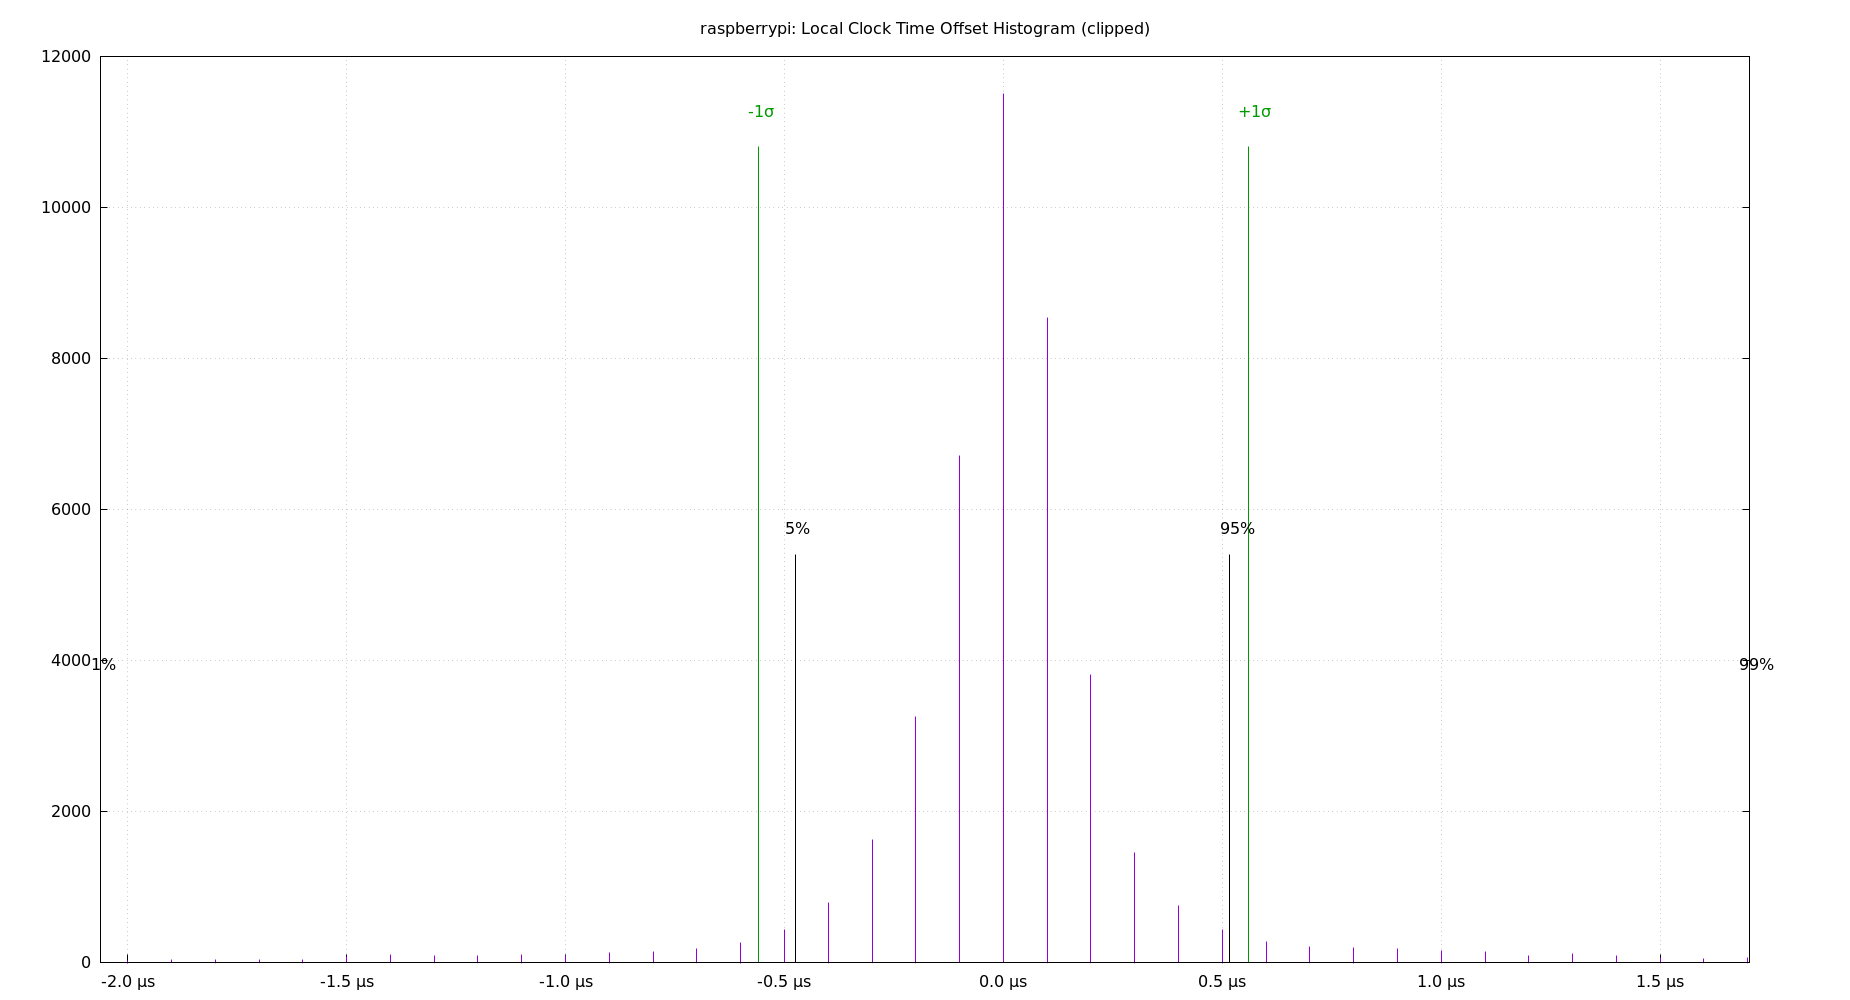 raspberrypi: Local Clock Time Offset Histogram (clipped)
12000
-1σ
+1σ
10000
8000
6000
5%
95%
4000
1%
99%
2000
0
-2.0 µs
-1.5 µs
-1.0 µs
-0.5 µs
0.0 µs
0.5 µs
1.0 µs
1.5 µs